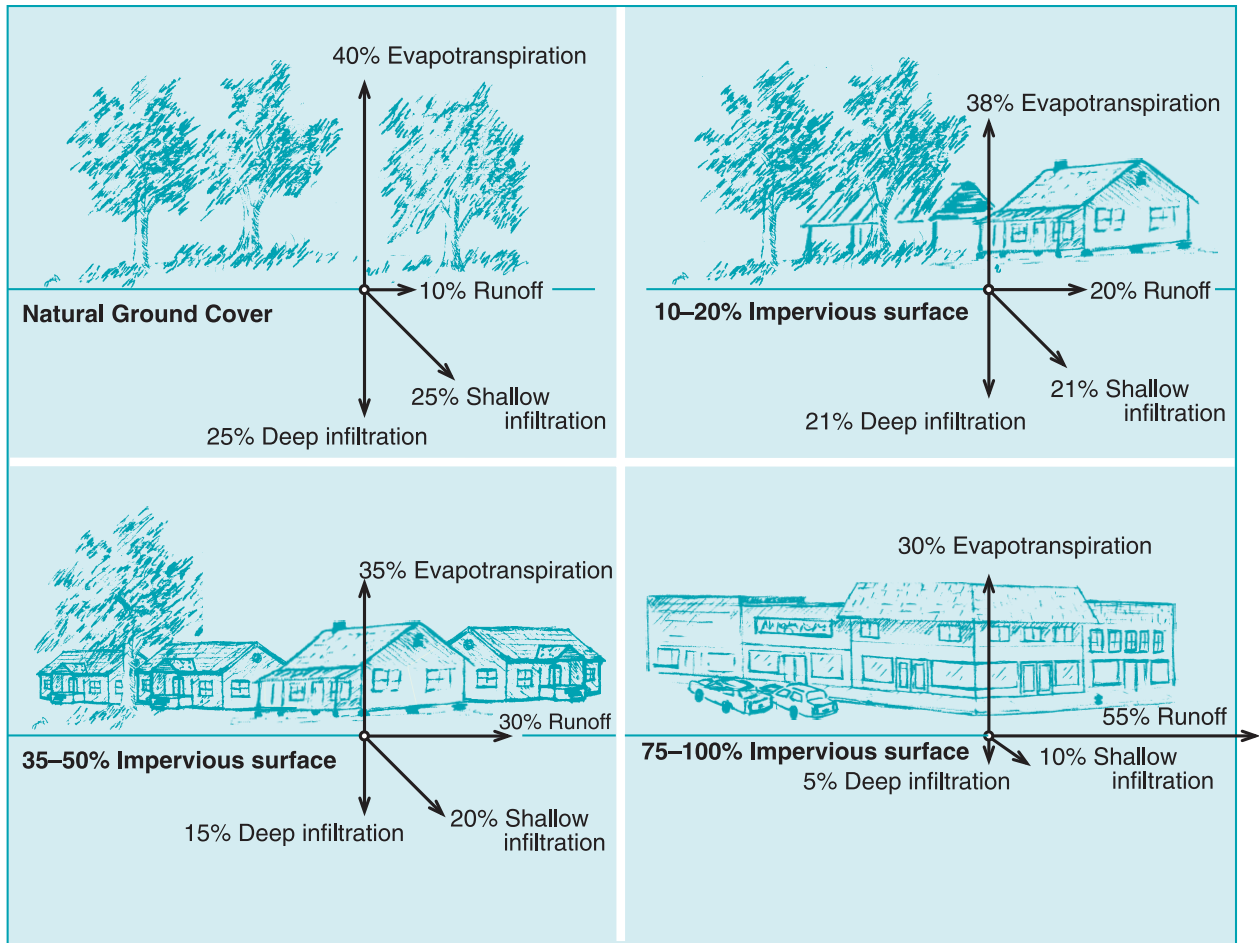 40% Evapotranspiration
10% Runoff
Natural Ground Cover
25% Shallow
infiltration
25% Deep infiltration
38% Evapotranspiration
20% Runoff
10–20% Impervious surface
21% Shallow
infiltration
21% Deep infiltration
35% Evapotranspiration
30% Runoff
35–50% Impervious surface
20% Shallow
infiltration
15% Deep infiltration
30% Evapotranspiration
55% Runoff
75–100% Impervious surface
10% Shallow
infiltration
5% Deep infiltration